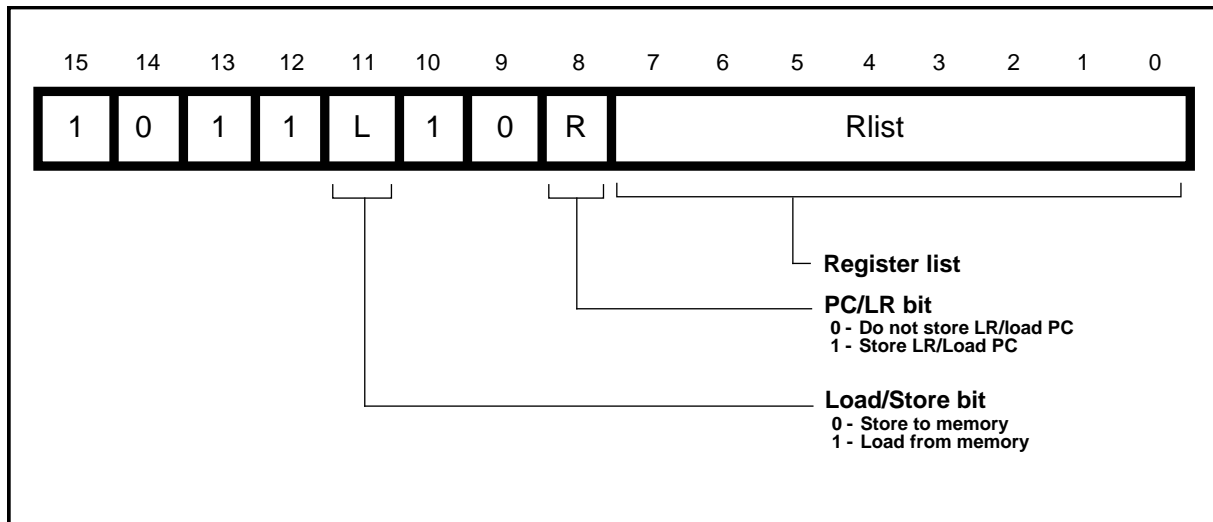 15 14 13 12 11 10 9 8 7 6 5 4 3 2 1 0
1 0 1 1 L 1 0 R Rlist
Register list
PC/LR bit
0 - Do not store LR/load PC
1 - Store LR/Load PC
Load/Store bit
0 - Store to memory
1 - Load from memory